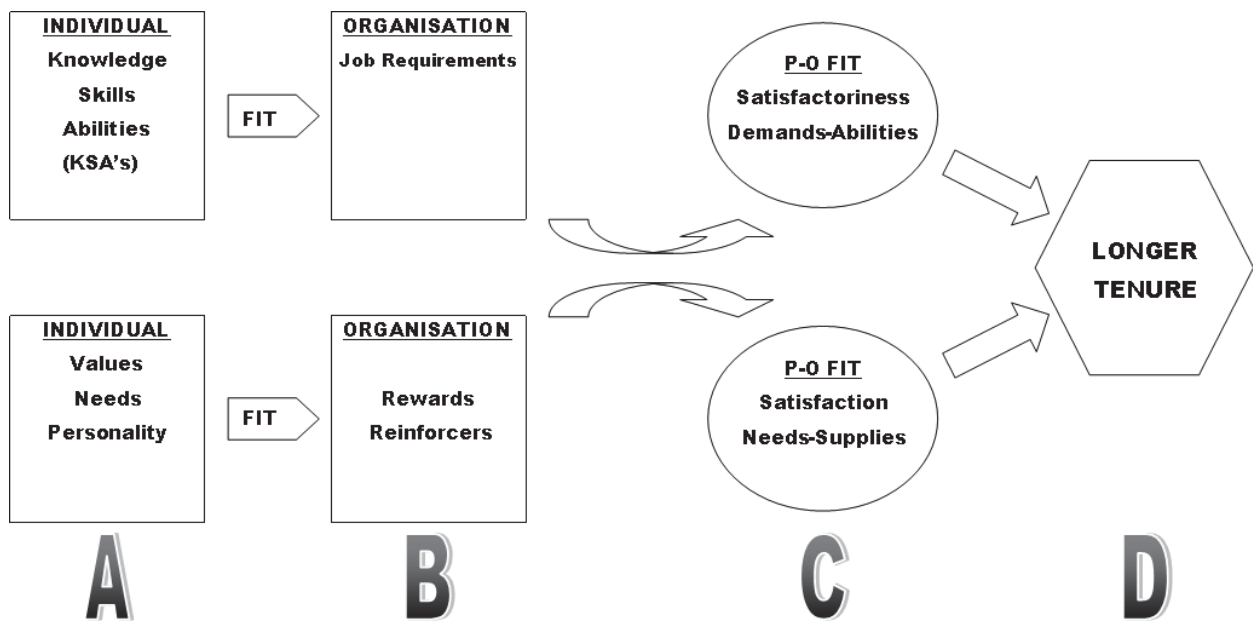 INDIVIDUAL
Knowledge
Skills
Abilities
(KSA's)
FIT
ORGANISATION
Job Requirements
P-O FIT
Satisfactoriness
Demands-Abilities
LONGER
TENURE
INDIVIDUAL
Values
Needs
Personality
FIT
ORGANISATION
Rewards
Reinforcers
P-O FIT
Satisfaction
Needs-Supplies
A
B
C
D